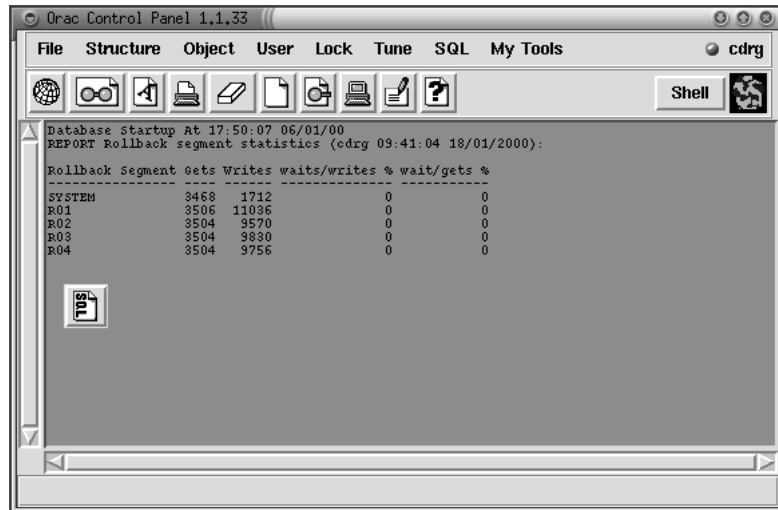 Orac Control Panel 1.1.33
File Structure Object User Lock Tune SQL My Tools cdrg
Shell
Database Startup At 17:50:07 06/01/00
REPORT Rollback segment statistics (cdrg 09:41:04 18/01/2000):
Rollback Segment Gets Writes waits/writes % wait/gets %
---------------- ---- ------ -------------- -----------
SYSTEM 3468 1712 0 0
R01 3506 11036 0 0
R02 3504 9570 0 0
R03 3504 9830 0 0
R04 3504 9756 0 0
SQL